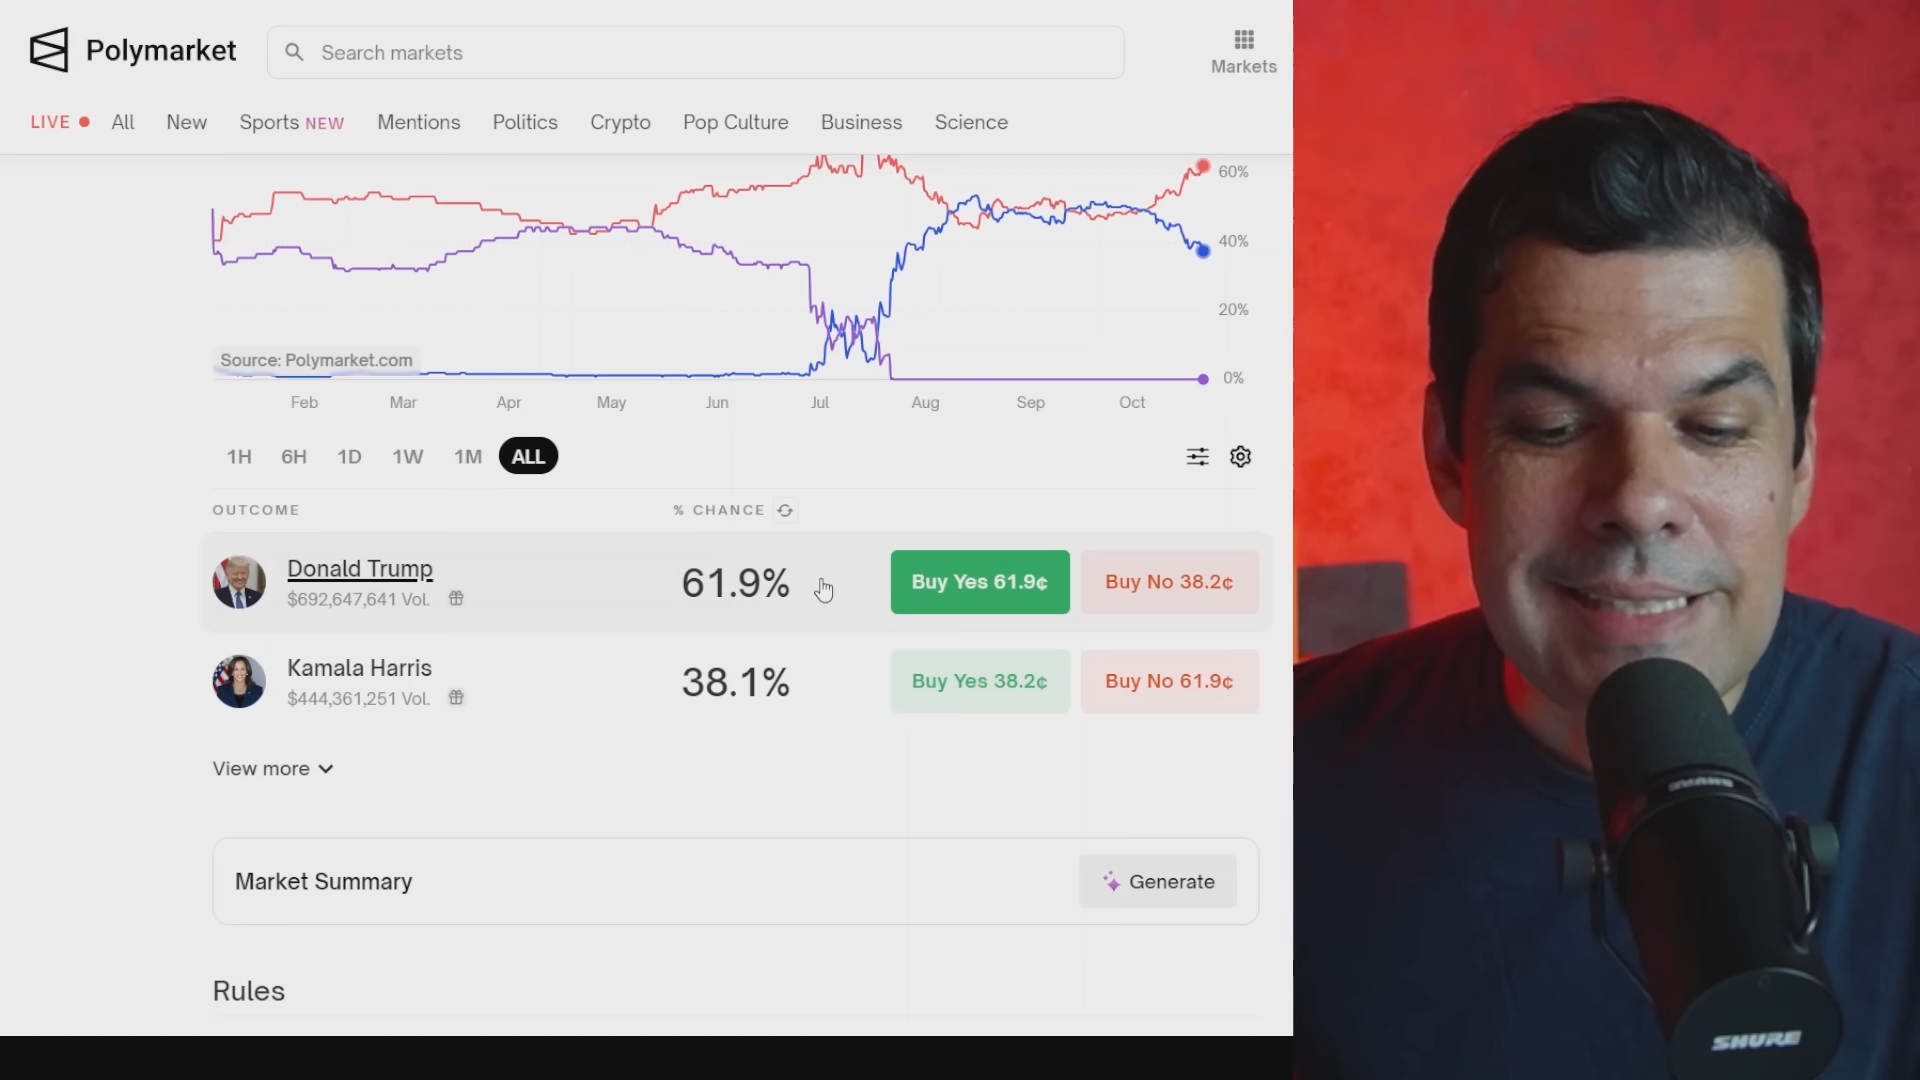 Polymarket
Search markets
Markets
LIVE All New Sports NEW Mentions Politics Crypto Pop Culture Business Science
60%
40%
20%
0%
Source: Polymarket.com
Feb Mar Apr May Jun Jul Aug Sep Oct
1H 6H 1D 1W 1M ALL
OUTCOME % CHANCE
Donald Trump
$692,647,641 Vol.
61.9%
Buy Yes 61.9¢ Buy No 38.2¢
Kamala Harris
$444,361,251 Vol.
38.1%
Buy Yes 38.2¢ Buy No 61.9¢
View more
Market Summary Generate
Rules
SHURE
SHURE